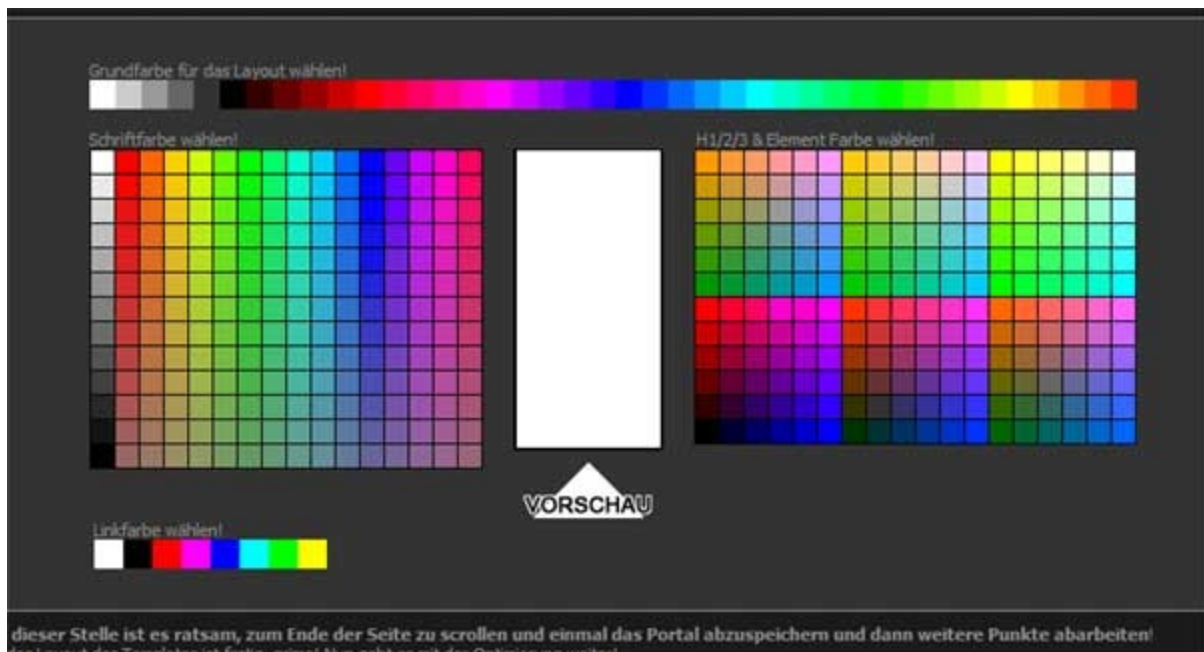 Grundfarbe für das Layout wählen!
Schriftfarbe wählen!
H1/2/3 & Element Farbe wählen!
VORSCHAU
Linkfarbe wählen!
dieser Stelle ist es ratsam, zum Ende der Seite zu scrollen und einmal das Portal abzuspeichern und dann weitere Punkte abarbeiten!